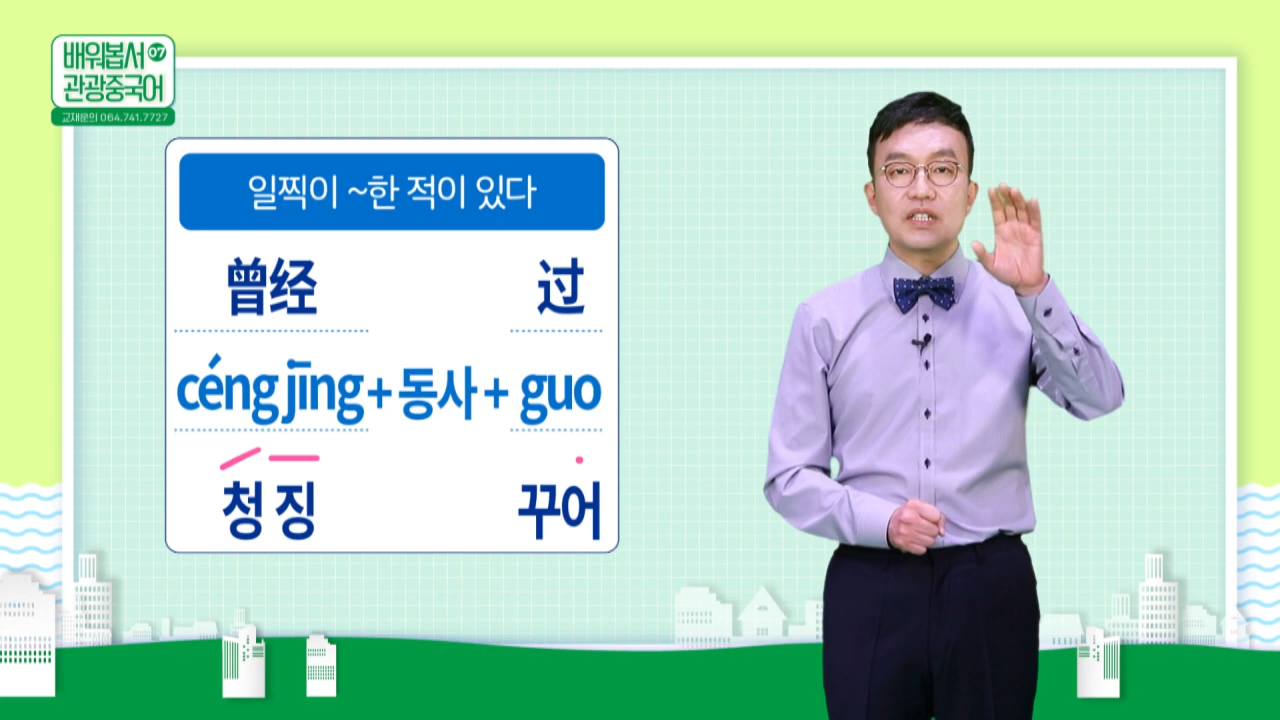 배워봅서 07
관광중국어
교재문의 064.741.7727
일찍이 ~한 적이 있다
曾经 过
céng jīng + 동사 + guo
청 징 꾸어